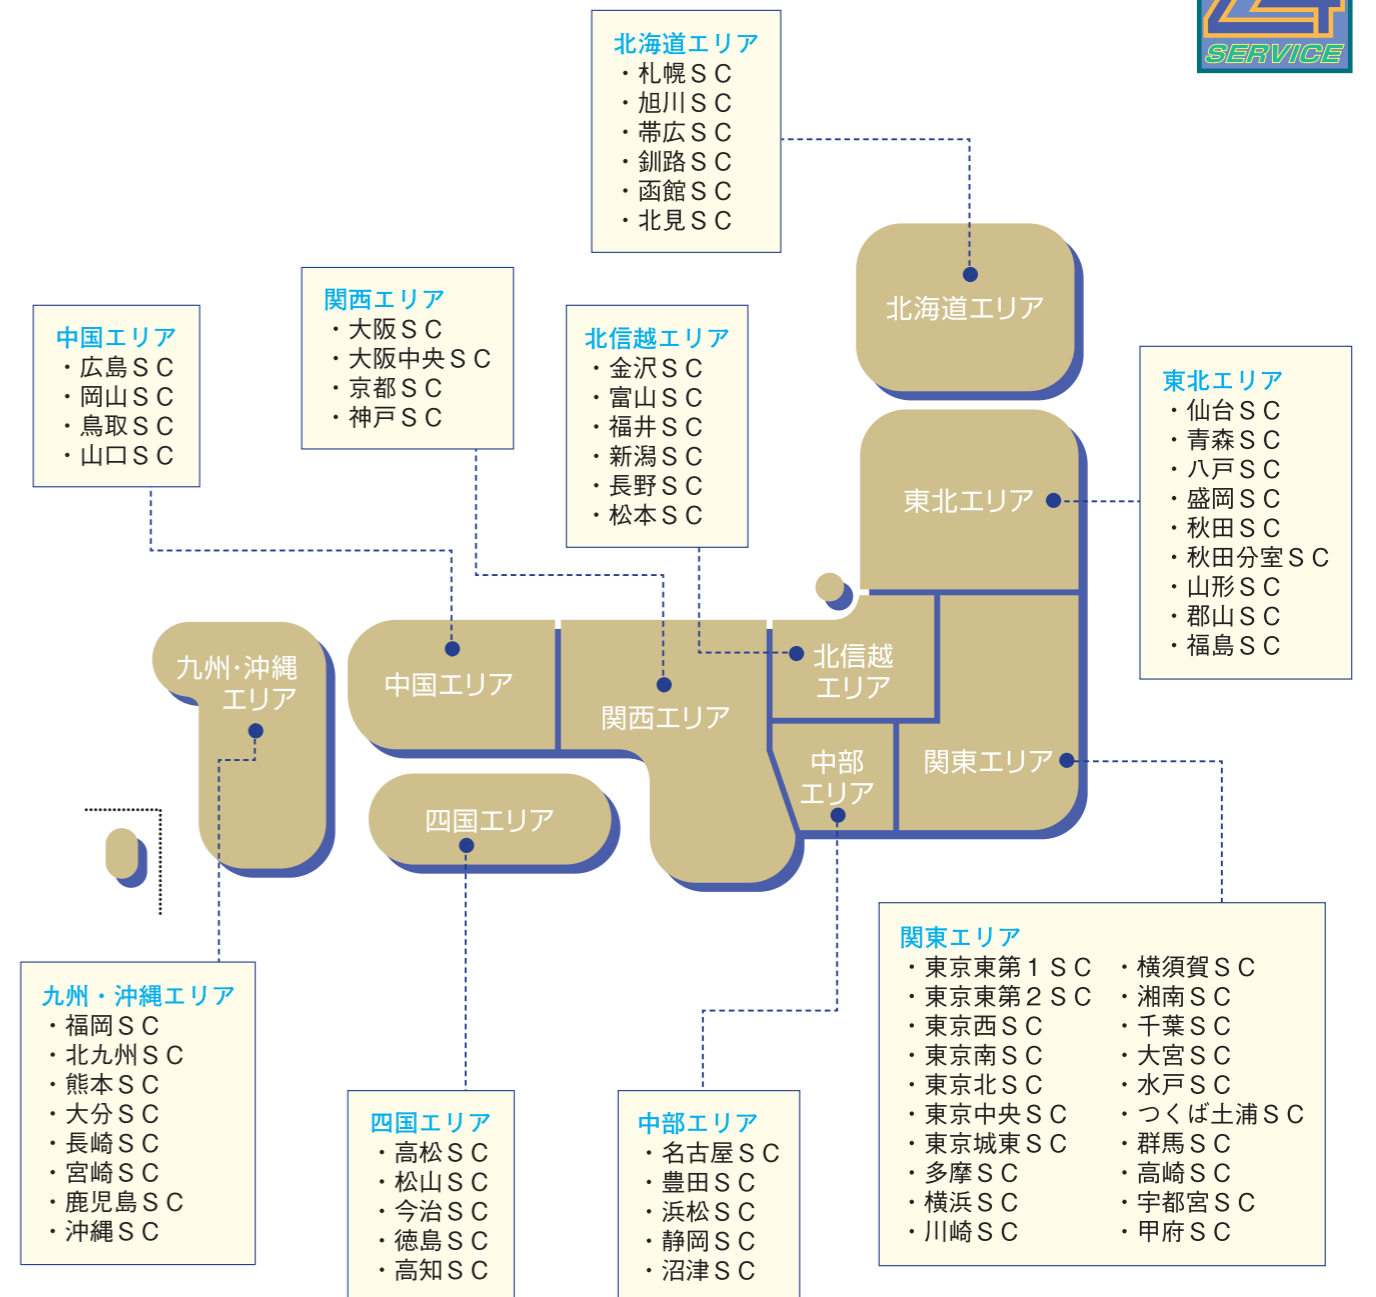 SERVICE
北海道エリア
・札幌ＳＣ
・旭川ＳＣ
・帯広ＳＣ
・釧路ＳＣ
・函館ＳＣ
・北見ＳＣ
関西エリア
・大阪ＳＣ
・大阪中央ＳＣ
・京都ＳＣ
・神戸ＳＣ
中国エリア
・広島ＳＣ
・岡山ＳＣ
・鳥取ＳＣ
・山口ＳＣ
北信越エリア
・金沢ＳＣ
・富山ＳＣ
・福井ＳＣ
・新潟ＳＣ
・長野ＳＣ
・松本ＳＣ
東北エリア
・仙台ＳＣ
・青森ＳＣ
・八戸ＳＣ
・盛岡ＳＣ
・秋田ＳＣ
・秋田分室ＳＣ
・山形ＳＣ
・郡山ＳＣ
・福島ＳＣ
北海道エリア
東北エリア
九州・沖縄
エリア
中国エリア
関西エリア
北信越
エリア
中部
エリア
関東エリア
四国エリア
九州・沖縄エリア
・福岡ＳＣ
・北九州ＳＣ
・熊本ＳＣ
・大分ＳＣ
・長崎ＳＣ
・宮崎ＳＣ
・鹿児島ＳＣ
・沖縄ＳＣ
四国エリア
・高松ＳＣ
・松山ＳＣ
・今治ＳＣ
・徳島ＳＣ
・高知ＳＣ
中部エリア
・名古屋ＳＣ
・豊田ＳＣ
・浜松ＳＣ
・静岡ＳＣ
・沼津ＳＣ
関東エリア
・東京東第１ＳＣ
・東京東第２ＳＣ
・東京西ＳＣ
・東京南ＳＣ
・東京北ＳＣ
・東京中央ＳＣ
・東京城東ＳＣ
・多摩ＳＣ
・横浜ＳＣ
・川崎ＳＣ
・横須賀ＳＣ
・湘南ＳＣ
・千葉ＳＣ
・大宮ＳＣ
・水戸ＳＣ
・つくば土浦ＳＣ
・群馬ＳＣ
・高崎ＳＣ
・宇都宮ＳＣ
・甲府ＳＣ